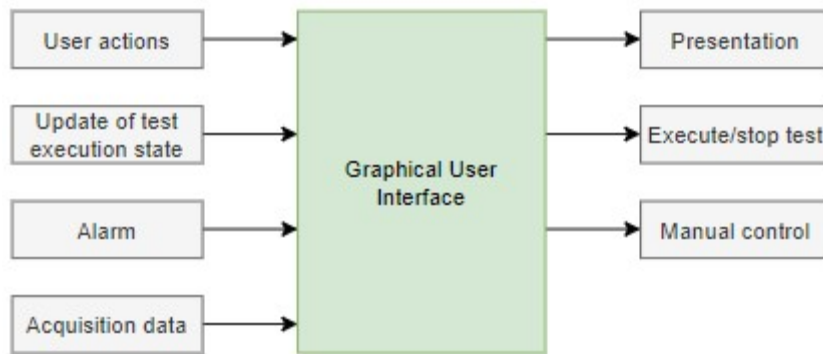 User actions
Update of test
execution state
Alarm
Acquisition data
Graphical User
Interface
Presentation
Execute/stop test
Manual control